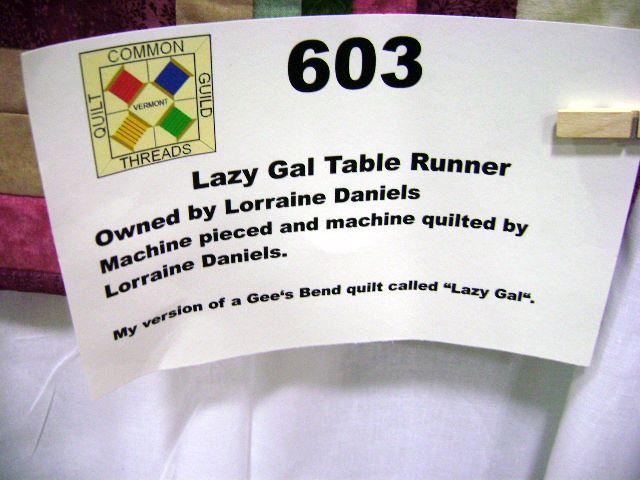 COMMON
QUILT
GUILD
VERMONT
THREADS
603
Lazy Gal Table Runner
Owned by Lorraine Daniels
Machine pieced and machine quilted by
Lorraine Daniels.
My version of a Gee's Bend quilt called "Lazy Gal".